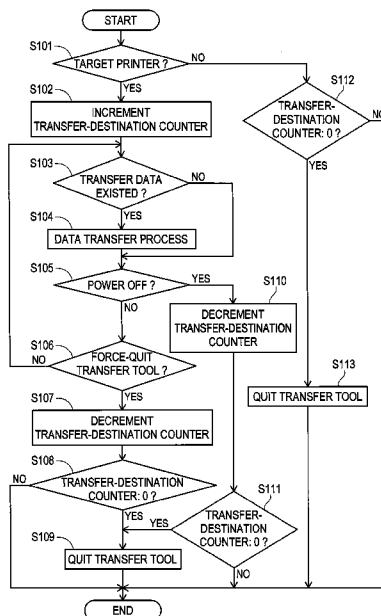 START
S101
TARGET PRINTER ?
NO
YES
S102
INCREMENT
TRANSFER-DESTINATION COUNTER
S103
TRANSFER DATA
EXISTED ?
NO
YES
S104
DATA TRANSFER PROCESS
S105
POWER OFF ?
YES
NO
S106
FORCE-QUIT
TRANSFER TOOL ?
NO
YES
S107
DECREMENT
TRANSFER-DESTINATION COUNTER
S108
TRANSFER-DESTINATION
COUNTER: 0 ?
NO
YES
S109
QUIT TRANSFER TOOL
END
S110
DECREMENT
TRANSFER-DESTINATION
COUNTER
S111
TRANSFER-
DESTINATION
COUNTER: 0 ?
YES
NO
S112
TRANSFER-
DESTINATION
COUNTER: 0 ?
NO
YES
S113
QUIT TRANSFER TOOL